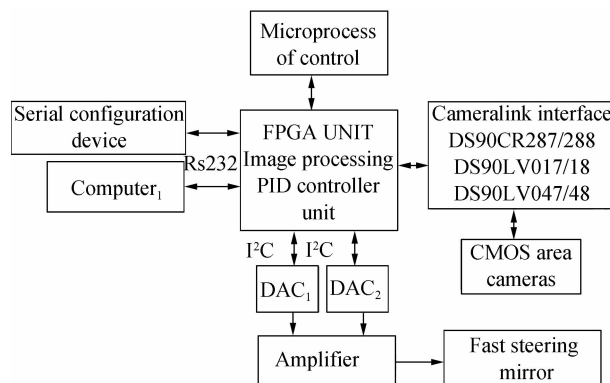 Microprocess
of control
Serial configuration
device
Rs232
Computer₁
FPGA UNIT
Image processing
PID controller
unit
Cameralink interface
DS90CR287/288
DS90LV017/18
DS90LV047/48
CMOS area
cameras
I²C
I²C
DAC₁
DAC₂
Amplifier
Fast steering
mirror